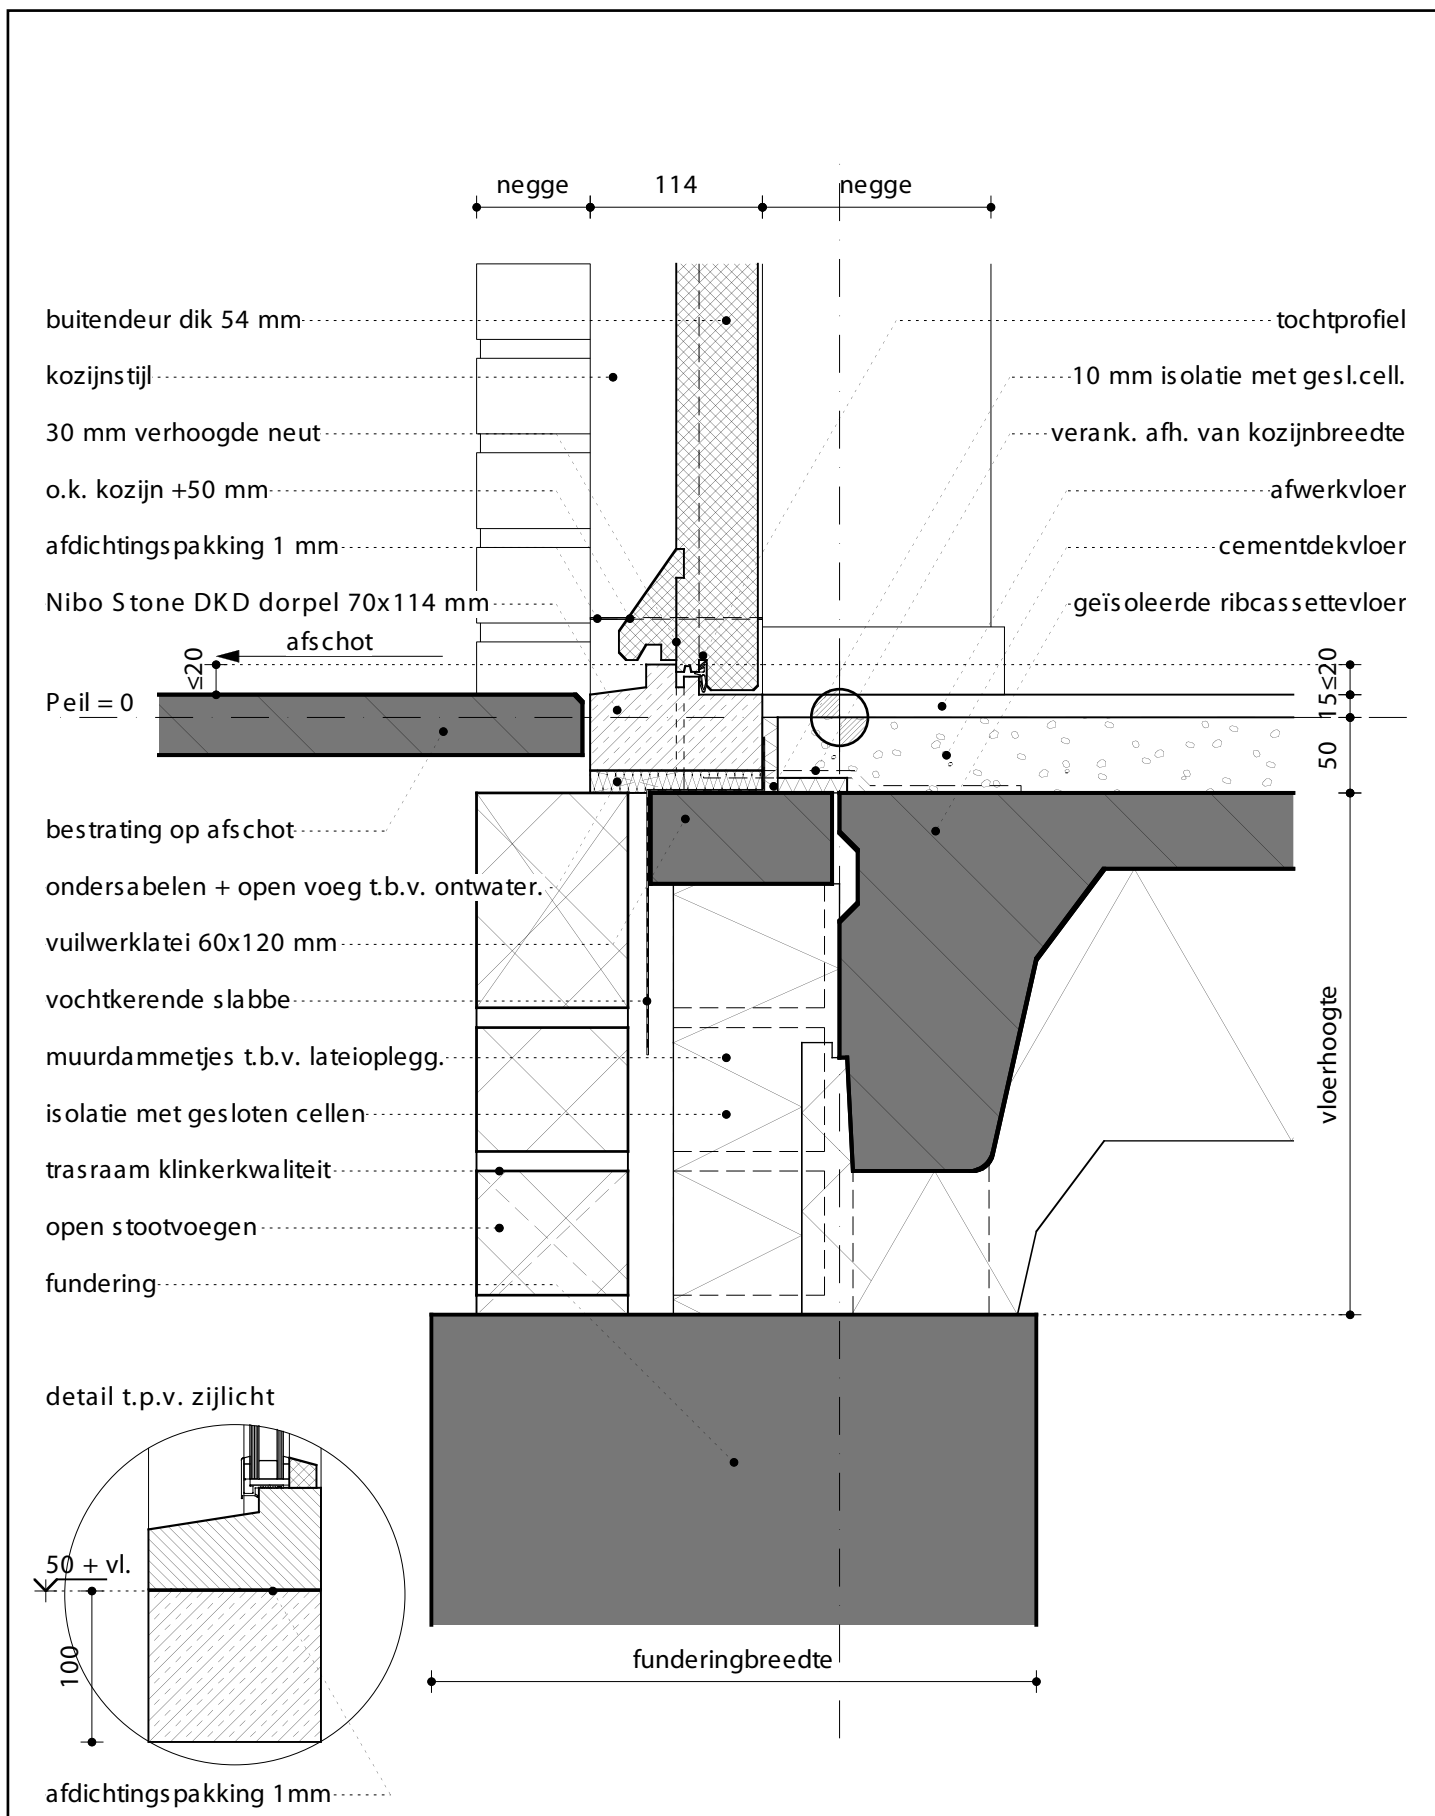 negge
114
negge
buitendeur dik 54 mm
tochtprofiel
kozijnstijl
10 mm isolatie met gesl.cell.
30 mm verhoogde neut
verank. afh. van kozijnbreedte
o.k. kozijn +50 mm
afwerkvloer
afdichtingspakking 1 mm
cementdekvloer
Nibo Stone DKD dorpel 70x114 mm
geïsoleerde ribcassettevloer
afschot
≤20
Peil = 0
15≤20
50
bestrating op afschot
ondersabelen + open voeg t.b.v. ontwater.
vuilwerklatei 60x120 mm
vochtkerende slabbe
muurdammetjes t.b.v. lateioplegg.
vloerhoogte
isolatie met gesloten cellen
trasraam klinkerkwaliteit
open stootvoegen
fundering
detail t.p.v. zijlicht
50 + vl.
100
funderingbreedte
afdichtingspakking 1mm